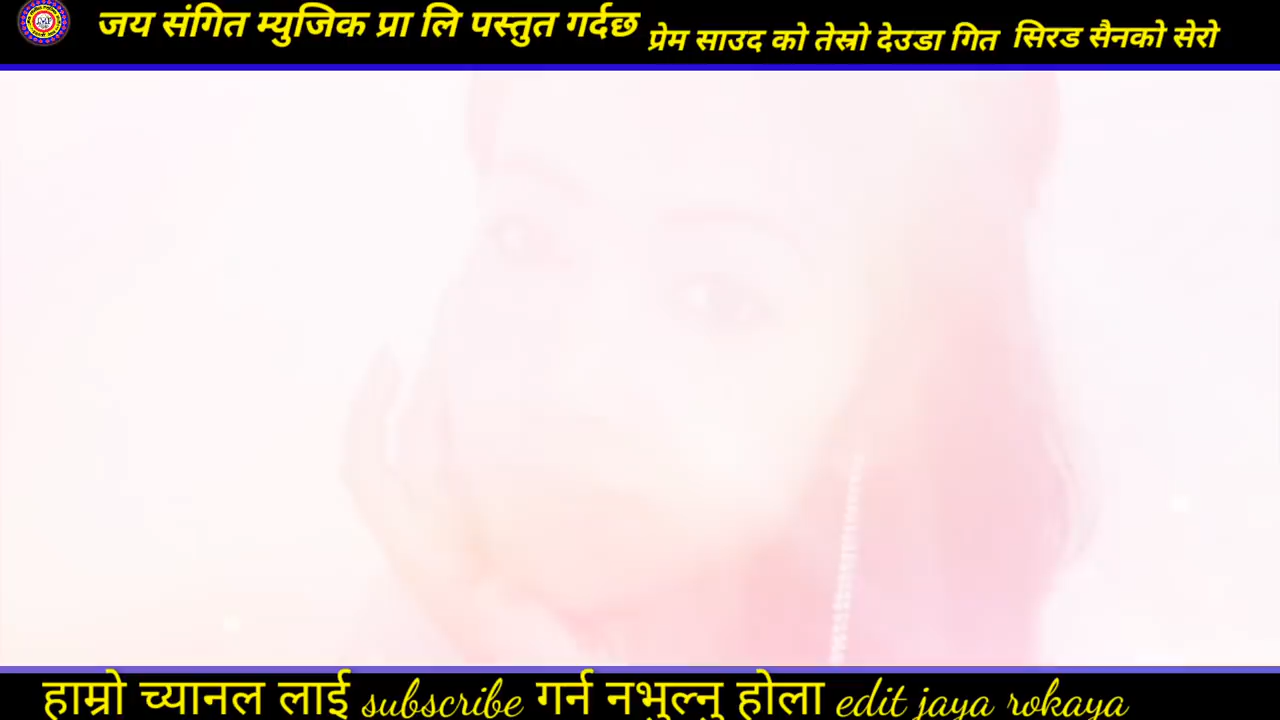 जय संगित म्युजिक प्रा लि पस्तुत गर्दछ प्रेम साउद को तेस्रो देउडा गित सिरड सैनको सेरो
हाम्रो च्यानल लाई subscribe गर्न नभुल्नु होला edit jaya rokaya